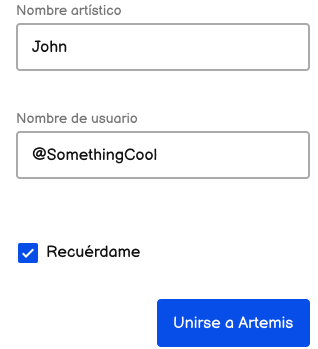 Nombre artístico
John
Nombre de usuario
@SomethingCool
Recuérdame
Unirse a Artemis